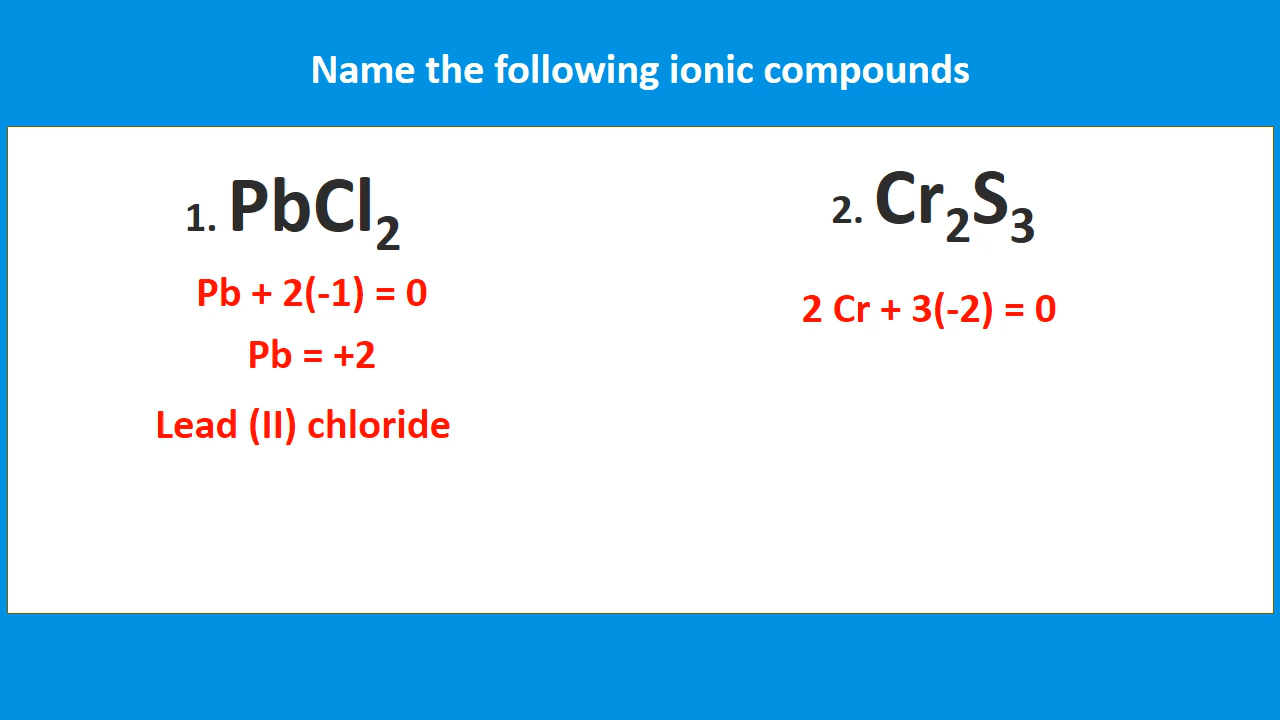 Name the following ionic compounds
1. PbCl₂
Pb + 2(-1) = 0
Pb = +2
Lead (II) chloride
2. Cr₂S₃
2 Cr + 3(-2) = 0